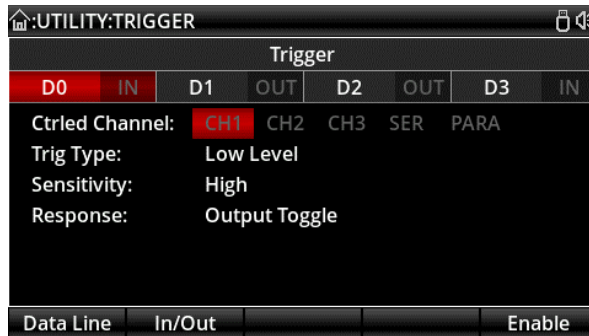 :UTILITY:TRIGGER
Trigger
D0 IN D1 OUT D2 OUT D3 IN
Ctrled Channel: CH1 CH2 CH3 SER PARA
Trig Type: Low Level
Sensitivity: High
Response: Output Toggle
Data Line In/Out Enable